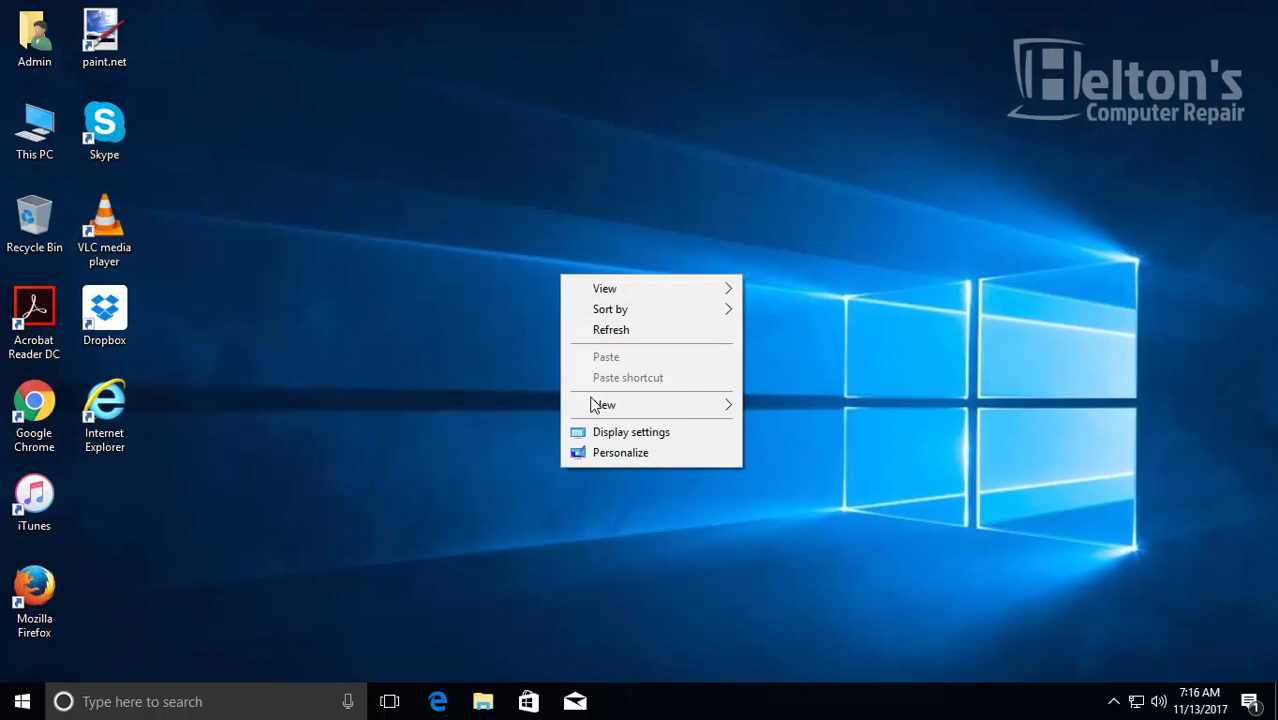 Admin
paint.net
Helton's
Computer Repair
This PC
Skype
Recycle Bin
VLC media
player
View
Sort by
Refresh
Paste
Paste shortcut
New
Display settings
Personalize
Acrobat
Reader DC
Dropbox
Google
Chrome
Internet
Explorer
iTunes
Mozilla
Firefox
Type here to search
7:16 AM
11/13/2017
1